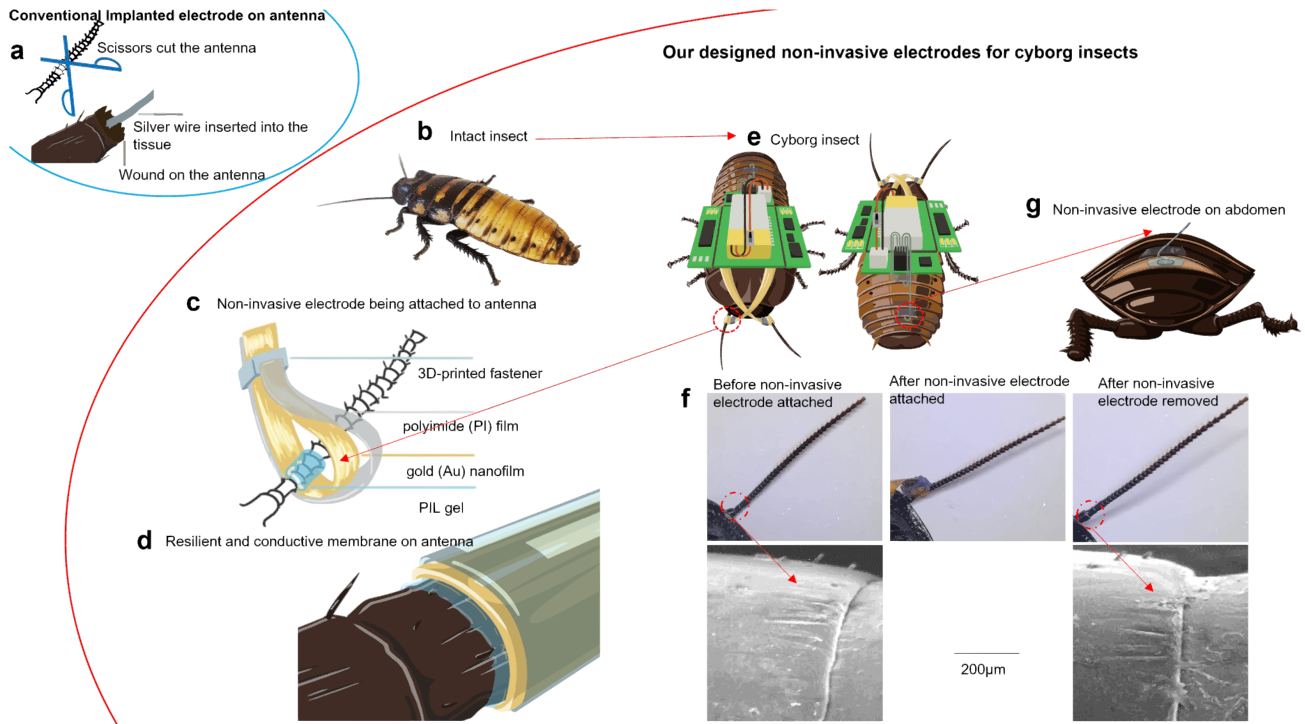 Conventional Implanted electrode on antenna
a
Scissors cut the antenna
Silver wire inserted into the
tissue
Wound on the antenna
Our designed non-invasive electrodes for cyborg insects
b
Intact insect
e
Cyborg insect
g
Non-invasive electrode on abdomen
c
Non-invasive electrode being attached to antenna
3D-printed fastener
polyimide (PI) film
gold (Au) nanofilm
PIL gel
d
Resilient and conductive membrane on antenna
f
Before non-invasive
electrode attached
After non-invasive electrode
attached
After non-invasive
electrode removed
200μm